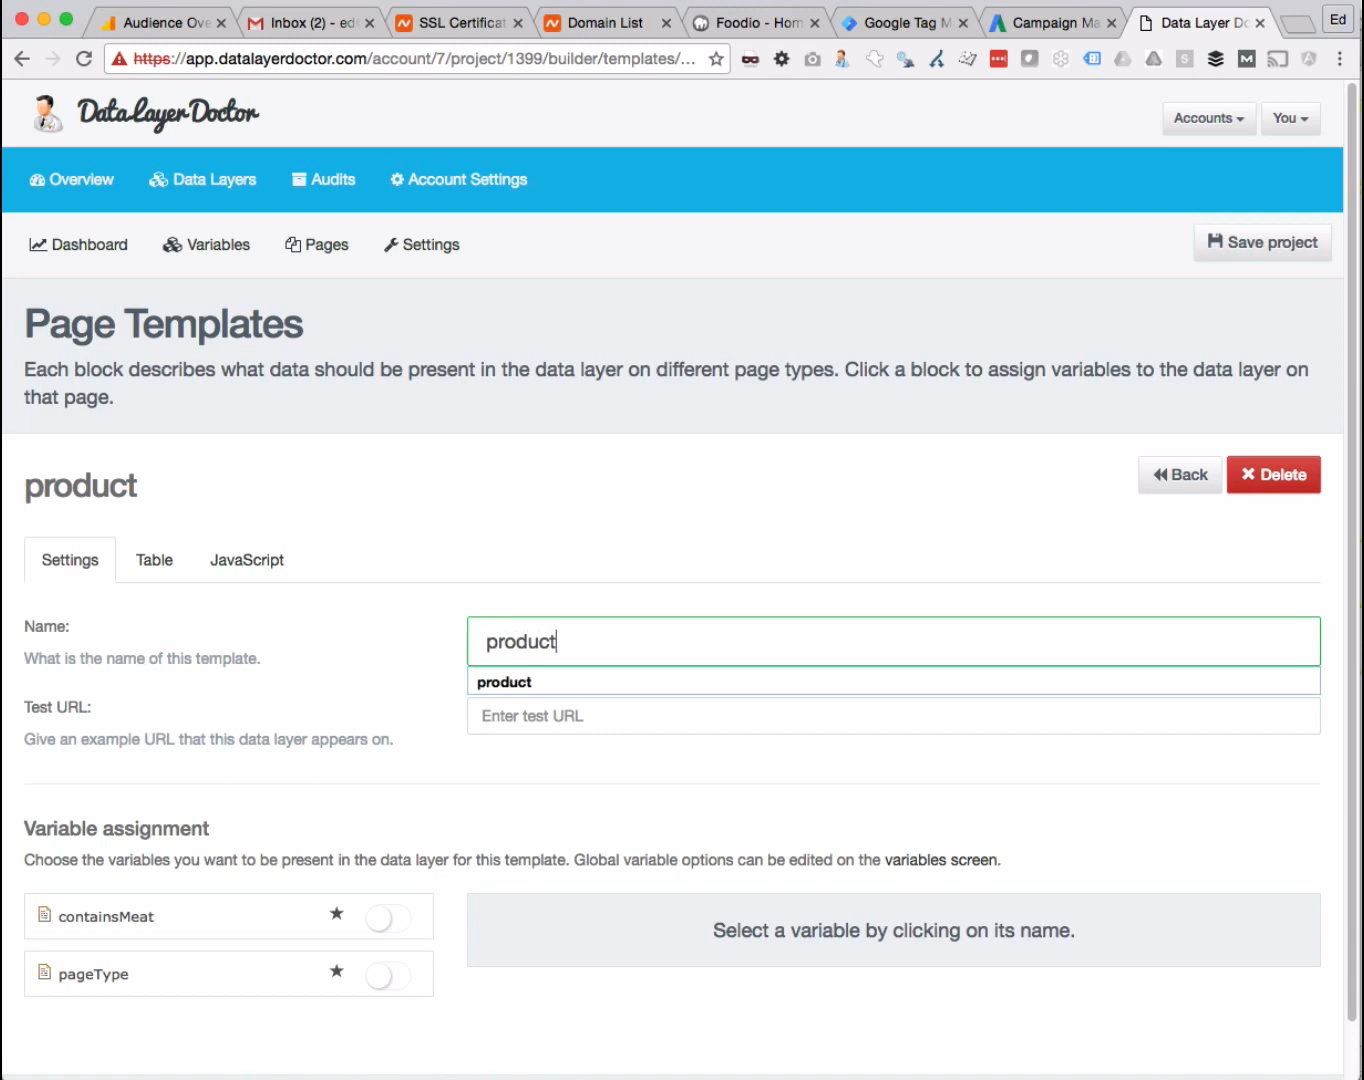 Audience Ove
Inbox (2) - ed
SSL Certificat
Domain List
Foodio - Hom
Google Tag M
Campaign Ma
Data Layer Do
Ed
https://app.datalayerdoctor.com/account/7/project/1399/builder/templates/...
DataLayerDoctor
Accounts
You
Overview
Data Layers
Audits
Account Settings
Dashboard
Variables
Pages
Settings
Save project
Page Templates
Each block describes what data should be present in the data layer on different page types. Click a block to assign variables to the data layer on
that page.
product
Back
Delete
Settings
Table
JavaScript
Name:
What is the name of this template.
product
product
Test URL:
Give an example URL that this data layer appears on.
Enter test URL
Variable assignment
Choose the variables you want to be present in the data layer for this template. Global variable options can be edited on the variables screen.
containsMeat
pageType
Select a variable by clicking on its name.